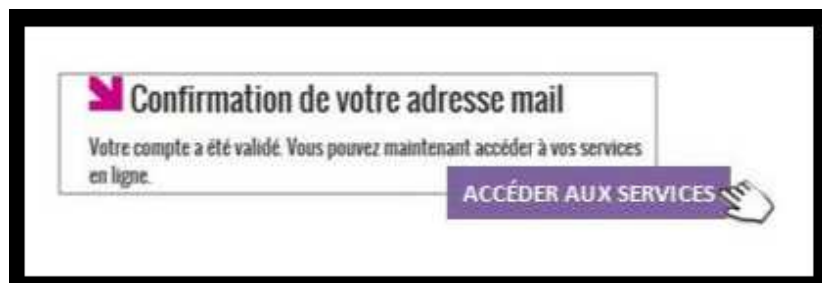 Confirmation de votre adresse mail
Votre compte a été validé. Vous pouvez maintenant accéder à vos services
en ligne.
ACCÉDER AUX SERVICES